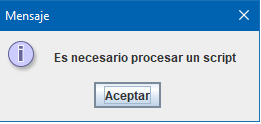 Mensaje
Es necesario procesar un script
Aceptar